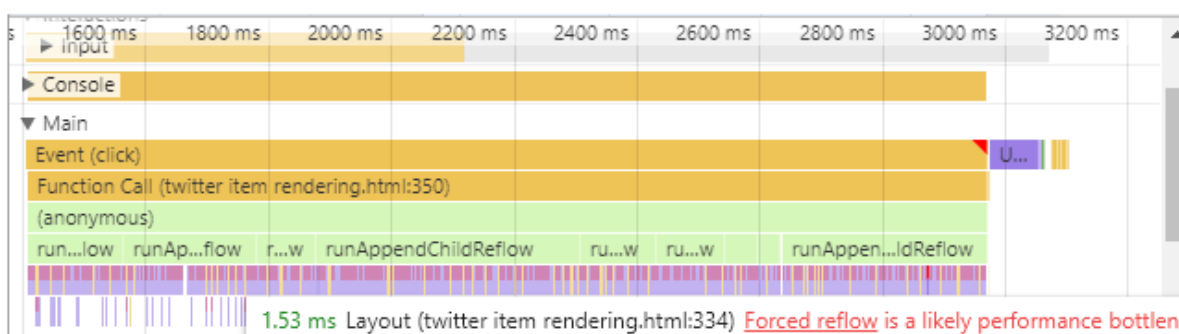 Interactions
s 1600 ms 1800 ms 2000 ms 2200 ms 2400 ms 2600 ms 2800 ms 3000 ms 3200 ms
▶ Input
▶ Console
▼ Main
Event (click) U...
Function Call (twitter item rendering.html:350)
(anonymous)
run...low runAp...flow r...w runAppendChildReflow ru...w ru...w runAppen...ldReflow
1.53 ms Layout (twitter item rendering.html:334) Forced reflow is a likely performance bottlen